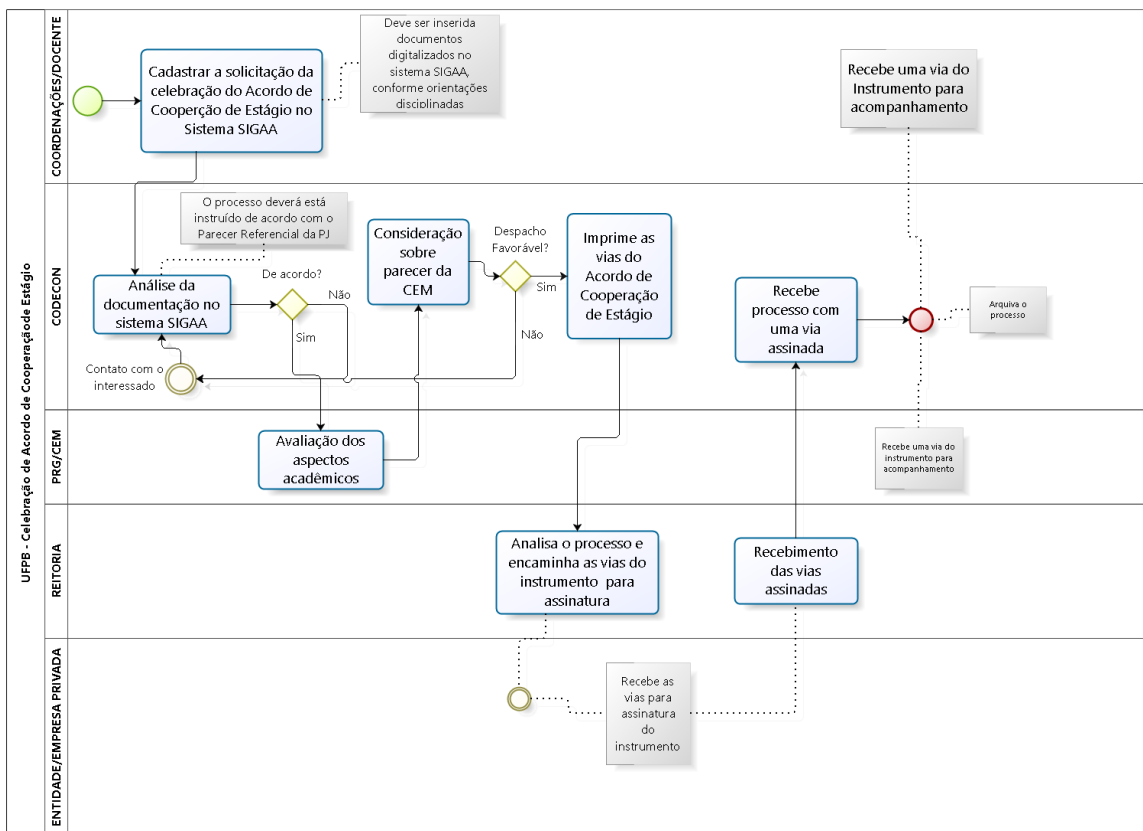 UFPB - Celebração de Acordo de Cooperaçãode Estágio
COORDENAÇÕES/DOCENTE
Cadastrar a solicitação da
celebração do Acordo de
Cooperção de Estágio no
Sistema SIGAA
Deve ser inserida
documentos
digitalizados no
sistema SIGAA,
conforme orientações
disciplinadas
Recebe uma via do
Instrumento para
acompanhamento
CODECON
O processo deverá está
instruído de acordo com o
Parecer Referencial da PJ
Análise da
documentação no
sistema SIGAA
De acordo?
Não
Sim
Contato com o
interessado
Consideração
sobre
parecer da
CEM
Despacho
Favorável?
Sim
Não
Imprime as
vias do
Acordo de
Cooperação
de Estágio
Recebe
processo com
uma via
assinada
Arquiva o
processo
PRG/CEM
Avaliação dos
aspectos
acadêmicos
Recebe uma via do
instrumento para
acompanhamento
REITORIA
Analisa o processo e
encaminha as vias do
instrumento para
assinatura
Recebimento
das vias
assinadas
ENTIDADE/EMPRESA PRIVADA
Recebe as
vias para
assinatura
do
instrumento